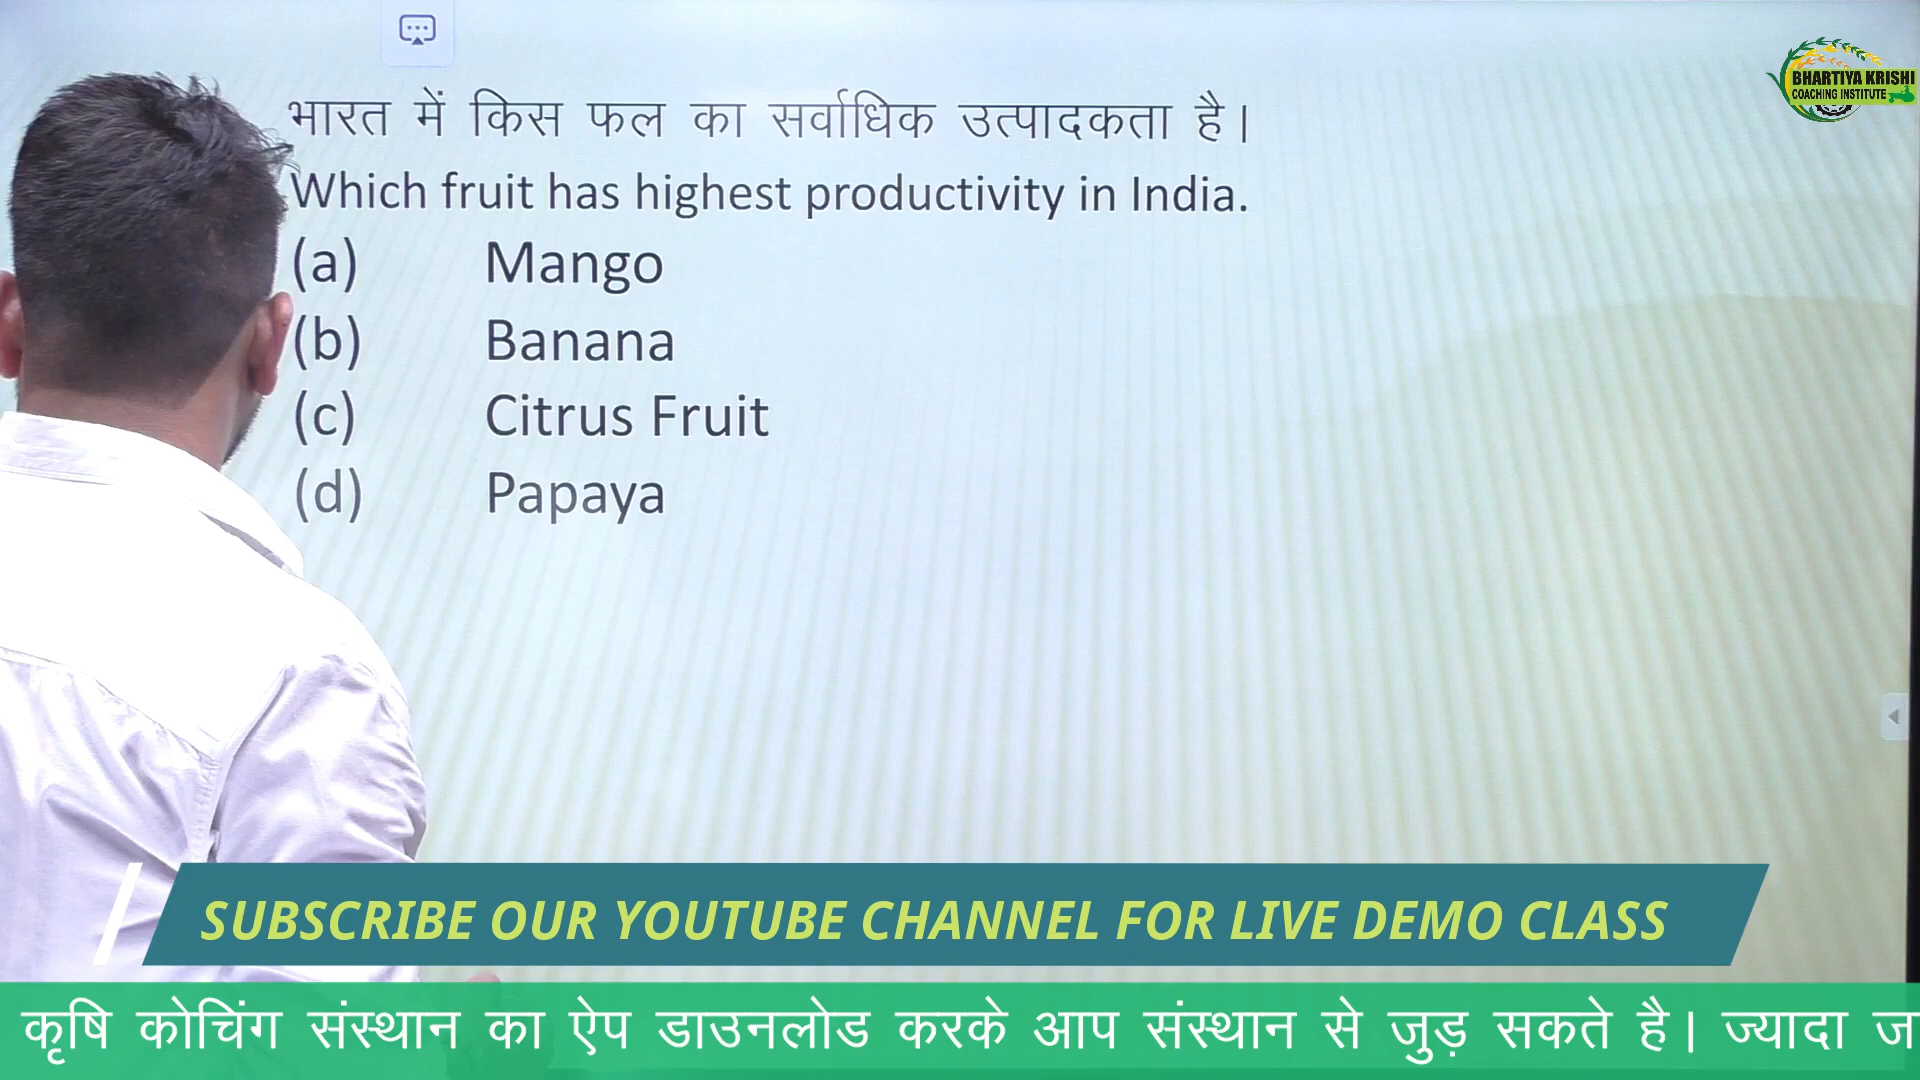 BHARTIYA KRISHI
COACHING INSTITUTE
भारत में किस फल का सर्वाधिक उत्पादकता है।
Which fruit has highest productivity in India.
(a) Mango
(b) Banana
(c) Citrus Fruit
(d) Papaya
SUBSCRIBE OUR YOUTUBE CHANNEL FOR LIVE DEMO CLASS
कृषि कोचिंग संस्थान का ऐप डाउनलोड करके आप संस्थान से जुड़ सकते है। ज्यादा ज